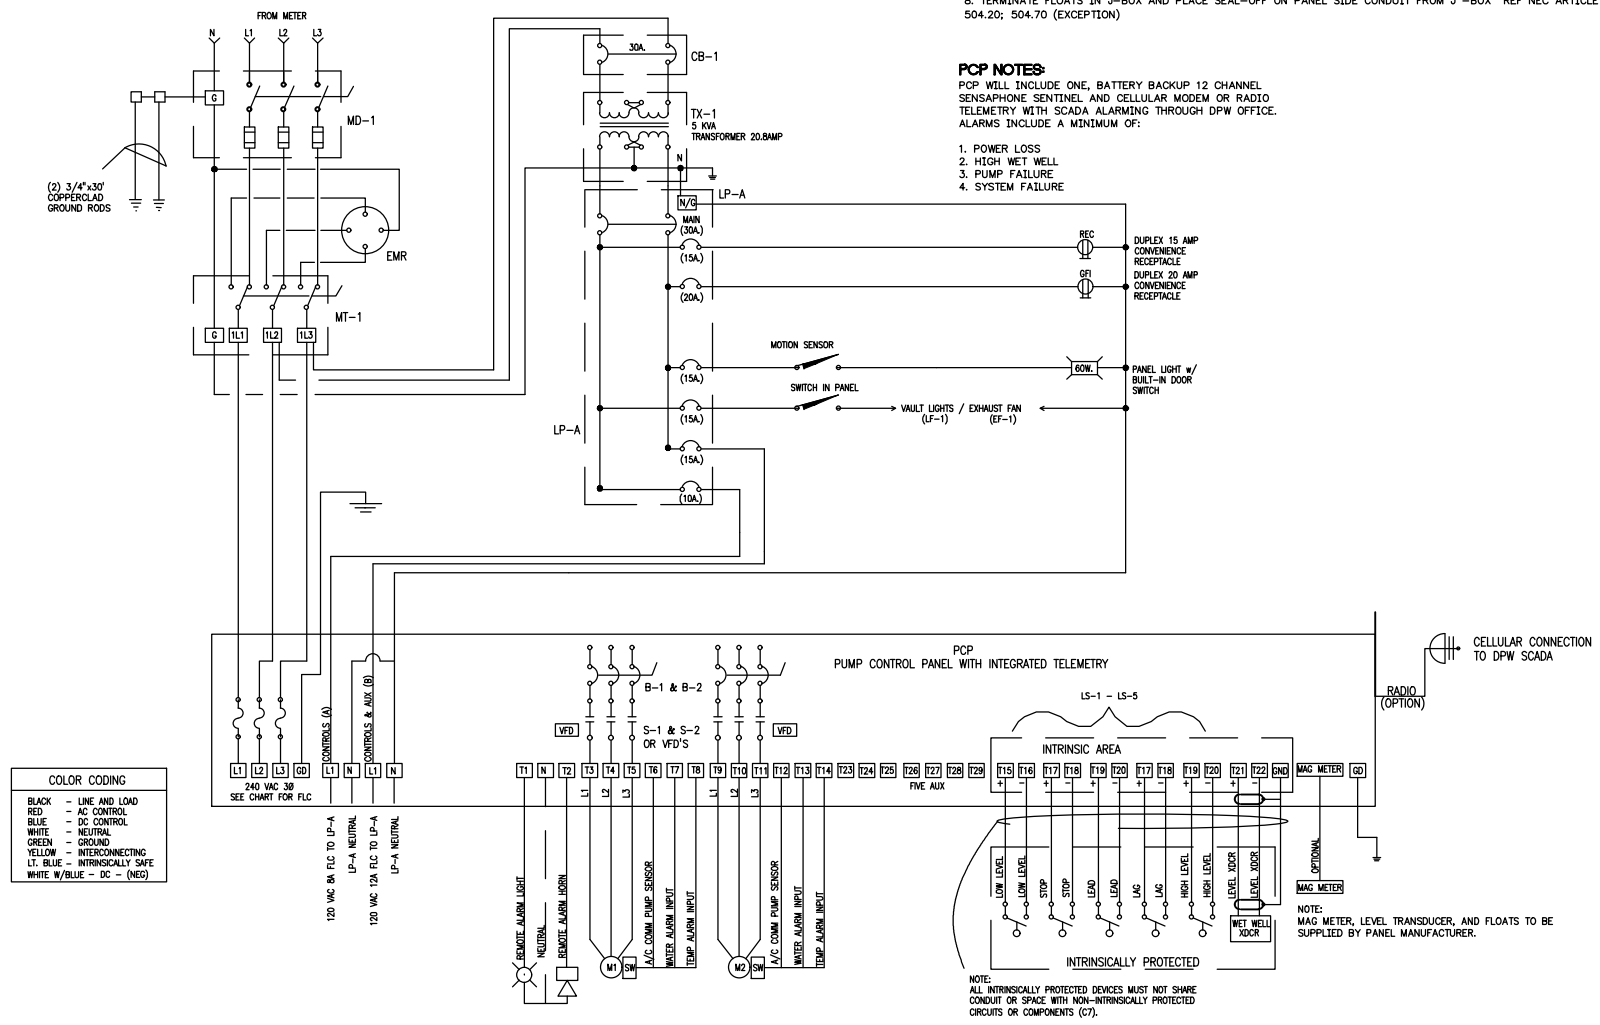 8. TERMINATE FLOATS IN J-BOX AND PLACE SEAL-OFF ON PANEL SIDE CONDUIT FROM J-BOX REF NEC ARTICLE
504.20; 504.70 (EXCEPTION)
PCP NOTES:
PCP WILL INCLUDE ONE, BATTERY BACKUP 12 CHANNEL
SENSAPHONE SENTINEL AND CELLULAR MODEM OR RADIO
TELEMETRY WITH SCADA ALARMING THROUGH DPW OFFICE.
ALARMS INCLUDE A MINIMUM OF:
1. POWER LOSS
2. HIGH WET WELL
3. PUMP FAILURE
4. SYSTEM FAILURE
FROM METER
N L1 L2 L3
G
MD-1
(2) 3/4"x30'
COPPERCLAD
GROUND RODS
EMR
MT-1
G 1L1 1L2 1L3
30A.
CB-1
TX-1
5 KVA
TRANSFORMER 20.8AMP
N
LP-A
N/G
MAIN
(30A.)
(15A.)
REC
DUPLEX 15 AMP
CONVENIENCE
RECEPTACLE
(20A.)
GFI
DUPLEX 20 AMP
CONVENIENCE
RECEPTACLE
MOTION SENSOR
(15A.)
60W.
PANEL LIGHT w/
BUILT-IN DOOR
SWITCH
SWITCH IN PANEL
(15A.)
VAULT LIGHTS / EXHAUST FAN
(LF-1) (EF-1)
LP-A
(15A.)
(10A.)
PCP
PUMP CONTROL PANEL WITH INTEGRATED TELEMETRY
CELLULAR CONNECTION
TO DPW SCADA
RADIO
(OPTION)
B-1 & B-2
S-1 & S-2
OR VFD'S
VFD
VFD
LS-1 - LS-5
INTRINSIC AREA
CONTROLS (A)
CONTROLS & AUX (B)
L1 L2 L3 GD L1 N L1 N
240 VAC 3Ø
SEE CHART FOR FLC
T1 N T2 T3 T4 T5 T6 T7 T8 T9 T10 T11 T12 T13 T14 T23 T24 T25 T26 T27 T28 T29
FIVE AUX
T15 T16 T17 T18 T19 T20 T17 T18 T19 T20 T21 T22 GND MAG METER GD
+ - + - + - + - + - + -
L1 L2 L3
L1 L2 L3
120 VAC 8A FLC TO LP-A
LP-A NEUTRAL
120 VAC 12A FLC TO LP-A
LP-A NEUTRAL
COLOR CODING
BLACK - LINE AND LOAD
RED - AC CONTROL
BLUE - DC CONTROL
WHITE - NEUTRAL
GREEN - GROUND
YELLOW - INTERCONNECTING
LT. BLUE - INTRINSICALLY SAFE
WHITE W/BLUE - DC - (NEG)
REMOTE ALARM LIGHT
NEUTRAL
REMOTE ALARM HORN
M1 SW
A/C COMM PUMP SENSOR
WATER ALARM INPUT
TEMP ALARM INPUT
M2 SW
A/C COMM PUMP SENSOR
WATER ALARM INPUT
TEMP ALARM INPUT
LOW LEVEL
LOW LEVEL
STOP
STOP
LEAD
LEAD
LAG
LAG
HIGH LEVEL
HIGH LEVEL
LEVEL XDCR
LEVEL XDCR
WET WELL
XDCR
OPTIONAL
MAG METER
NOTE:
MAG METER, LEVEL TRANSDUCER, AND FLOATS TO BE
SUPPLIED BY PANEL MANUFACTURER.
INTRINSICALLY PROTECTED
NOTE:
ALL INTRINSICALLY PROTECTED DEVICES MUST NOT SHARE
CONDUIT OR SPACE WITH NON-INTRINSICALLY PROTECTED
CIRCUITS OR COMPONENTS (C7).